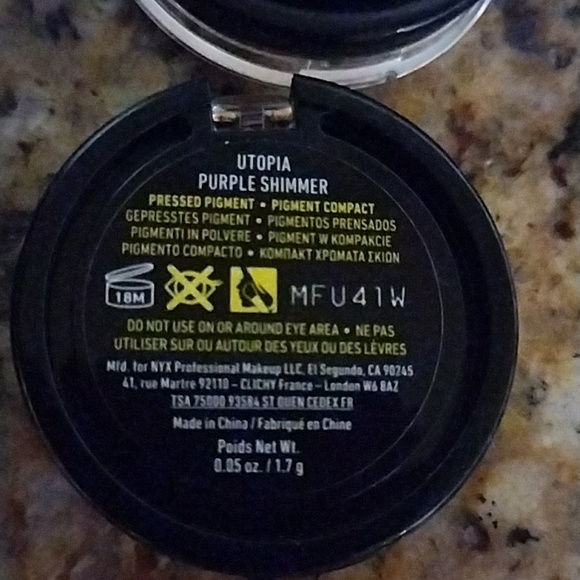 UTOPIA
PURPLE SHIMMER
PRESSED PIGMENT • PIGMENT COMPACT
GEPRESSTES PIGMENT • PIGMENTOS PRENSADOS
PIGMENTI IN POLVERE • PIGMENT W KOMPAKCIE
PIGMENTO COMPACTO • ΚΟΜΠΑΚΤ ΧΡΩΜΑΤΑ ΣΚΙΩΝ
18M MFU41W
DO NOT USE ON OR AROUND EYE AREA • NE PAS
UTILISER SUR OU AUTOUR DES YEUX OU DES LÈVRES
Mfd. for NYX Professional Makeup LLC, El Segundo, CA 90245
41, rue Martre 92110 - CLICHY France - London W6 8AZ
TSA 75000 93584 ST OUEN CEDEX FR
Made in China / Fabriqué en Chine
Poids Net Wt.
0.05 oz. / 1.7 g